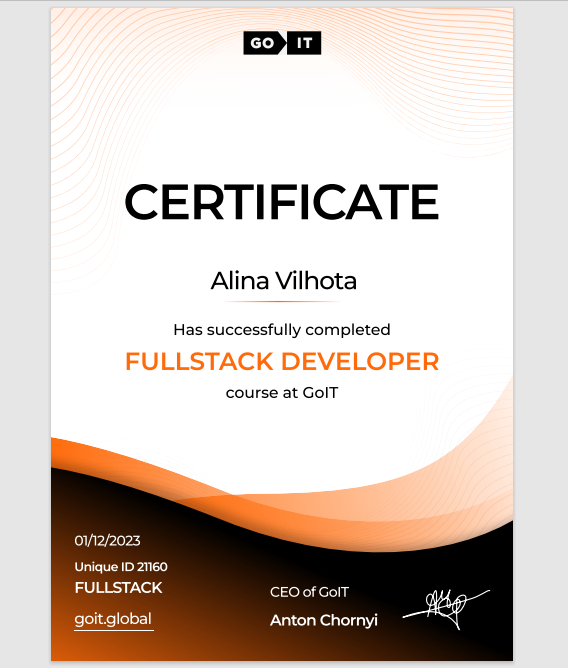 GO IT
CERTIFICATE
Alina Vilhota
Has successfully completed
FULLSTACK DEVELOPER
course at GoIT
01/12/2023
Unique ID 21160
FULLSTACK
goit.global
CEO of GoIT
Anton Chornyi